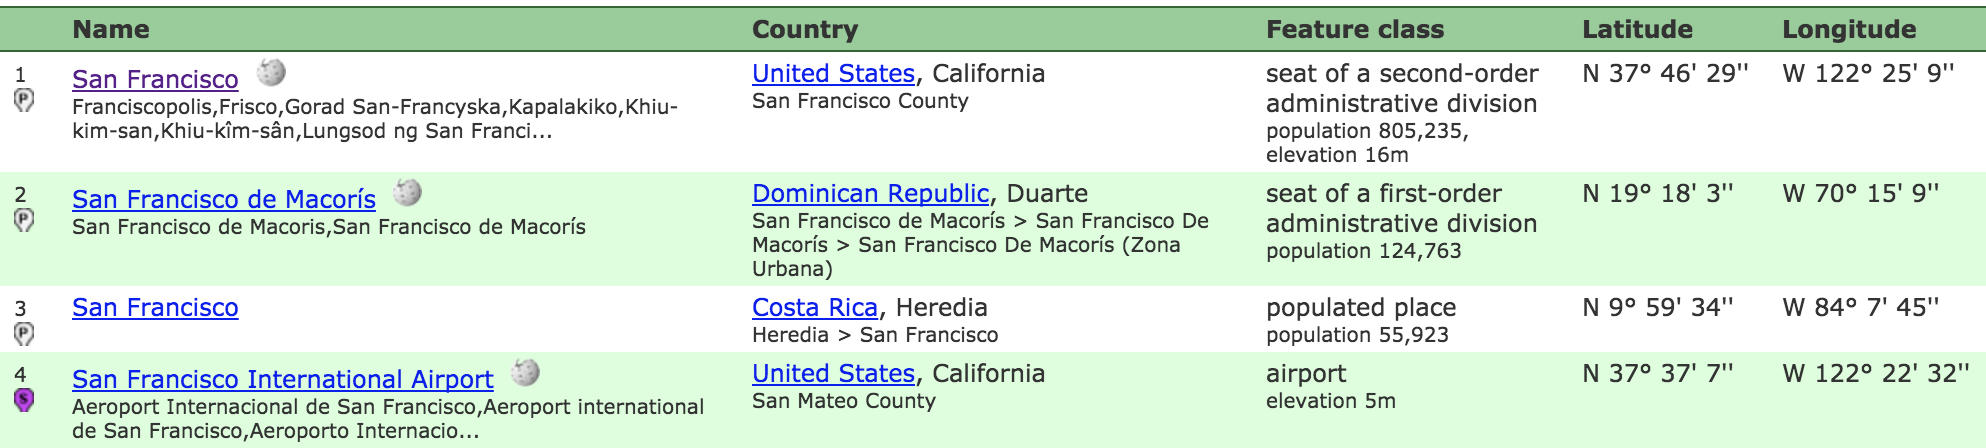 Name Country Feature class Latitude Longitude
1 San Francisco United States, California seat of a second-order N 37° 46' 29'' W 122° 25' 9''
P Franciscopolis,Frisco,Gorad San-Francyska,Kapalakiko,Khiu- San Francisco County administrative division
kim-san,Khiu-kîm-sân,Lungsod ng San Franci... population 805,235,
elevation 16m
2 San Francisco de Macorís Dominican Republic, Duarte seat of a first-order N 19° 18' 3'' W 70° 15' 9''
P San Francisco de Macoris,San Francisco de Macorís San Francisco de Macorís > San Francisco De administrative division
Macorís > San Francisco De Macorís (Zona population 124,763
Urbana)
3 San Francisco Costa Rica, Heredia populated place N 9° 59' 34'' W 84° 7' 45''
P Heredia > San Francisco population 55,923
4 San Francisco International Airport United States, California airport N 37° 37' 7'' W 122° 22' 32''
S Aeroport Internacional de San Francisco,Aeroport international San Mateo County elevation 5m
de San Francisco,Aeroporto Internacio...